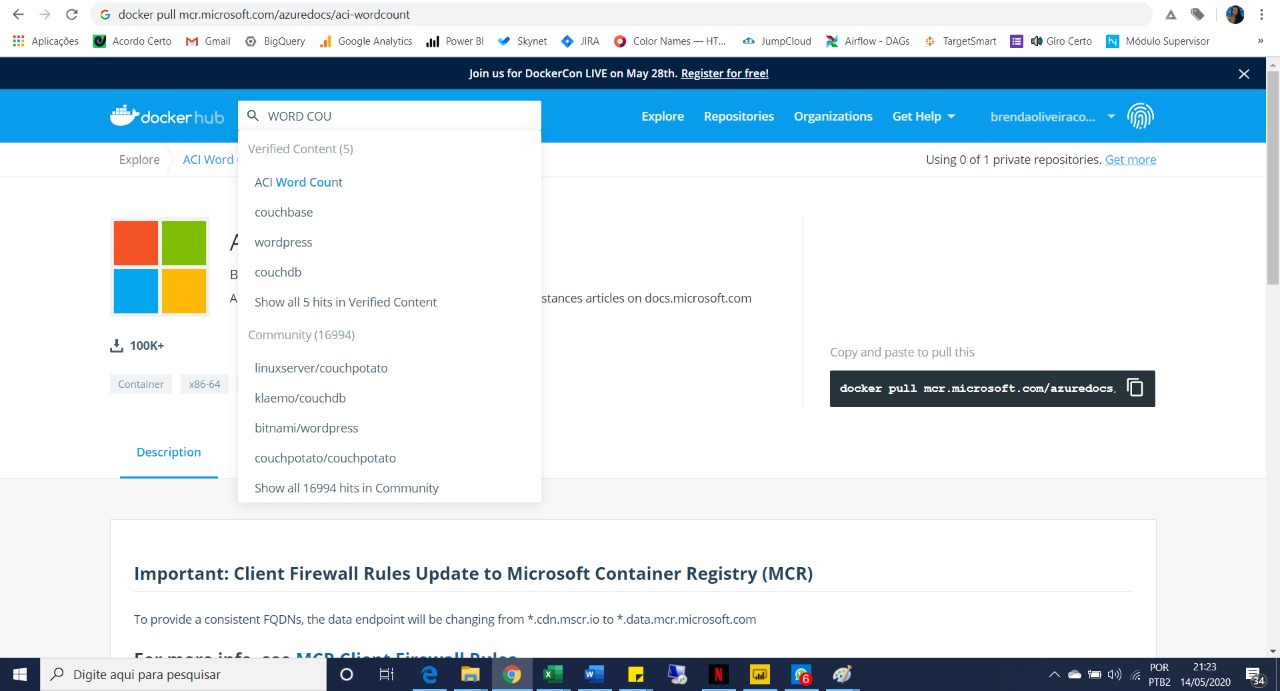 docker pull mcr.microsoft.com/azuredocs/aci-wordcount
Aplicações Acordo Certo Gmail BigQuery Google Analytics Power BI Skynet JIRA Color Names — HT... JumpCloud Airflow - DAGs TargetSmart Giro Certo Módulo Supervisor »
Join us for DockerCon LIVE on May 28th. Register for free!
docker hub WORD COU Explore Repositories Organizations Get Help brendaoliveiraco...
Explore ACI Word Using 0 of 1 private repositories. Get more
Verified Content (5)
ACI Word Count
couchbase
wordpress
couchdb
Show all 5 hits in Verified Content
Community (16994)
linuxserver/couchpotato
klaemo/couchdb
bitnami/wordpress
couchpotato/couchpotato
Show all 16994 hits in Community
A
B
A stances articles on docs.microsoft.com
100K+
Container x86-64
Copy and paste to pull this
docker pull mcr.microsoft.com/azuredocs,
Description
Important: Client Firewall Rules Update to Microsoft Container Registry (MCR)
To provide a consistent FQDNs, the data endpoint will be changing from *.cdn.mscr.io to *.data.mcr.microsoft.com
For more info, see MCR Client Firewall Rules
Digite aqui para pesquisar
6
POR
PTB2
21:23
14/05/2020
34